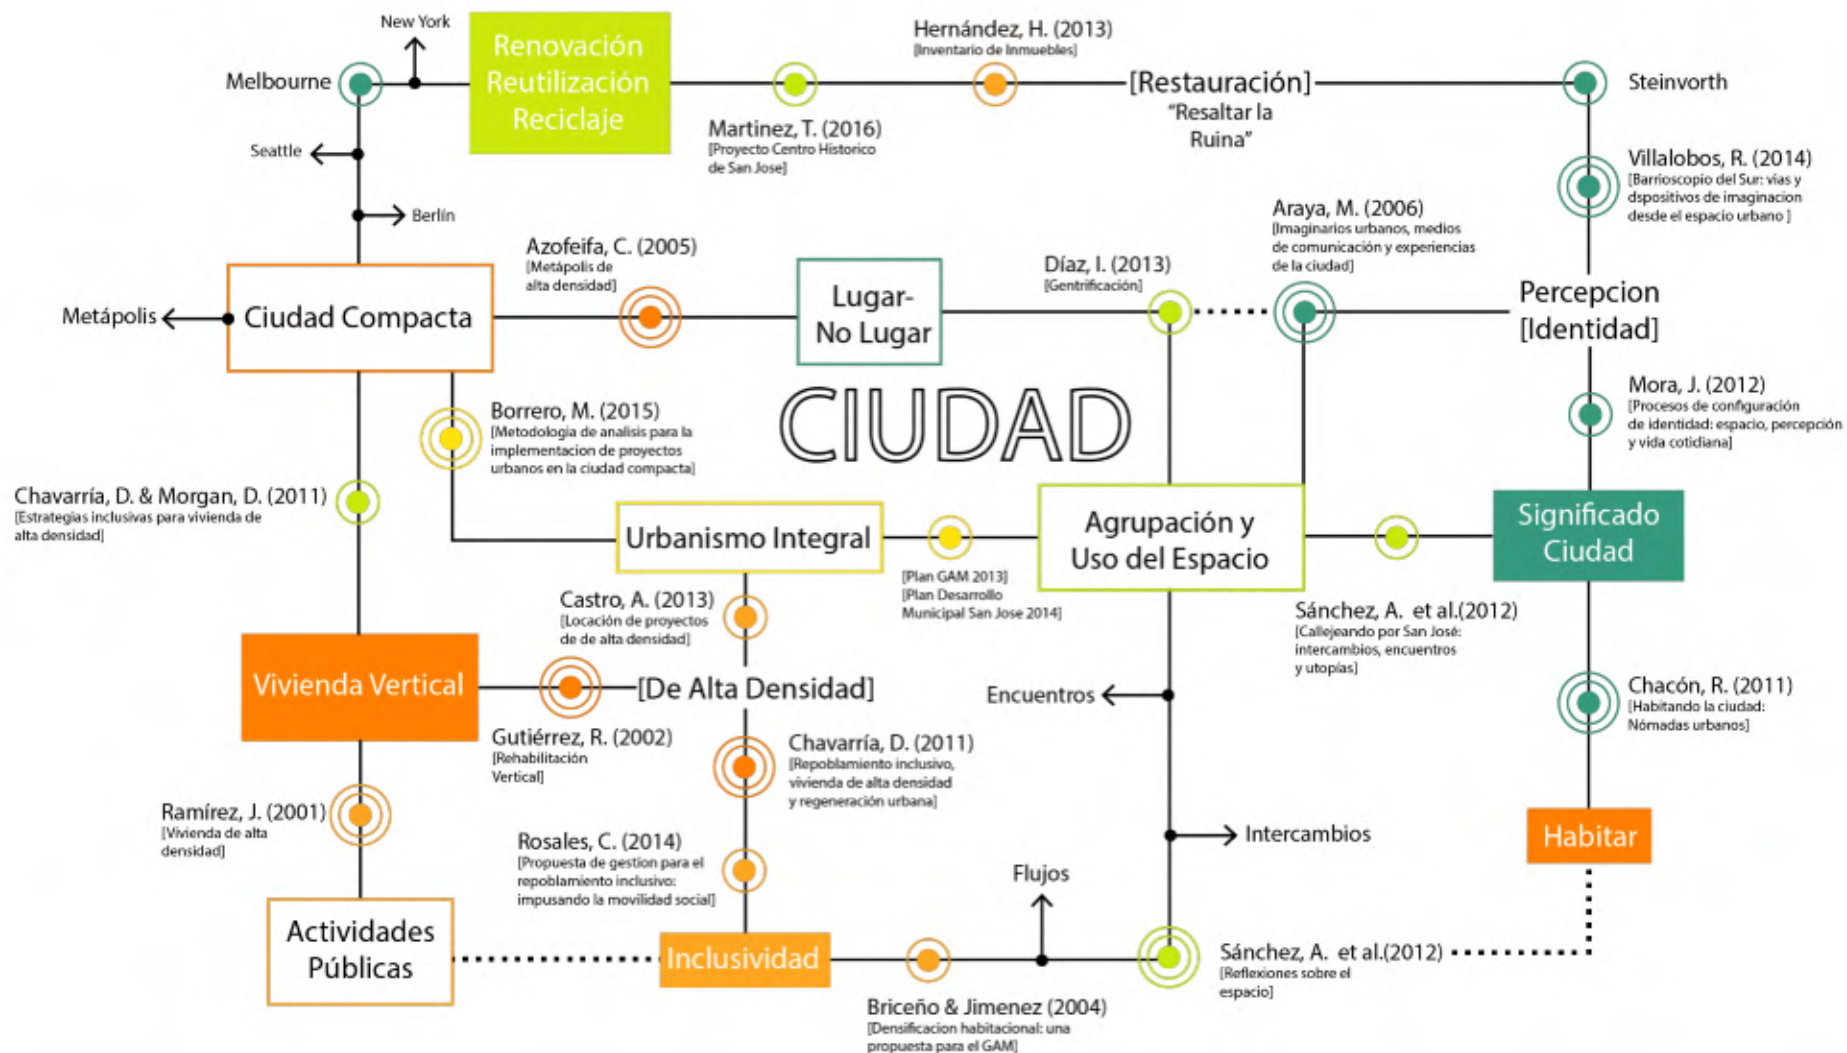 New York
Renovación
Reutilización
Reciclaje
Hernández, H. (2013)
[Inventario de Inmuebles]
Melbourne
[Restauración]
"Resaltar la
Ruina"
Steinvorth
Martinez, T. (2016)
[Proyecto Centro Historico
de San Jose]
Seattle
Berlín
Villalobos, R. (2014)
[Barrioscopio del Sur: vias y
dspositivos de imaginacion
desde el espacio urbano ]
Araya, M. (2006)
[Imaginarios urbanos, medios
de comunicación y experiencias
de la ciudad]
Azofeifa, C. (2005)
[Metápolis de
alta densidad]
Díaz, I. (2013)
[Gentrificación]
Metápolis
Ciudad Compacta
Lugar-
No Lugar
Percepcion
[Identidad]
CIUDAD
Mora, J. (2012)
[Procesos de configuración
de identidad: espacio, percepción
y vida cotidiana]
Borrero, M. (2015)
[Metodologia de analisis para la
implementacion de proyectos
urbanos en la ciudad compacta]
Chavarría, D. & Morgan, D. (2011)
[Estrategias inclusivas para vivienda de
alta densidad]
Urbanismo Integral
Agrupación y
Uso del Espacio
Significado
Ciudad
[Plan GAM 2013]
[Plan Desarrollo
Municipal San Jose 2014]
Castro, A. (2013)
[Locación de proyectos
de de alta densidad]
Sánchez, A. et al.(2012)
[Callejeando por San José:
intercambios, encuentros
y utopías]
Vivienda Vertical
[De Alta Densidad]
Encuentros
Chacón, R. (2011)
[Habitando la ciudad:
Nómadas urbanos]
Gutiérrez, R. (2002)
[Rehabilitación
Vertical]
Chavarría, D. (2011)
[Repoblamiento inclusivo,
vivienda de alta densidad
y regeneración urbana]
Ramírez, J. (2001)
[Vivienda de alta
densidad]
Rosales, C. (2014)
[Propuesta de gestion para el
repoblamiento inclusivo:
impusando la movilidad social]
Intercambios
Habitar
Flujos
Actividades
Públicas
Inclusividad
Sánchez, A. et al.(2012)
[Reflexiones sobre el
espacio]
Briceño & Jimenez (2004)
[Densificacion habitacional: una
propuesta para el GAM]